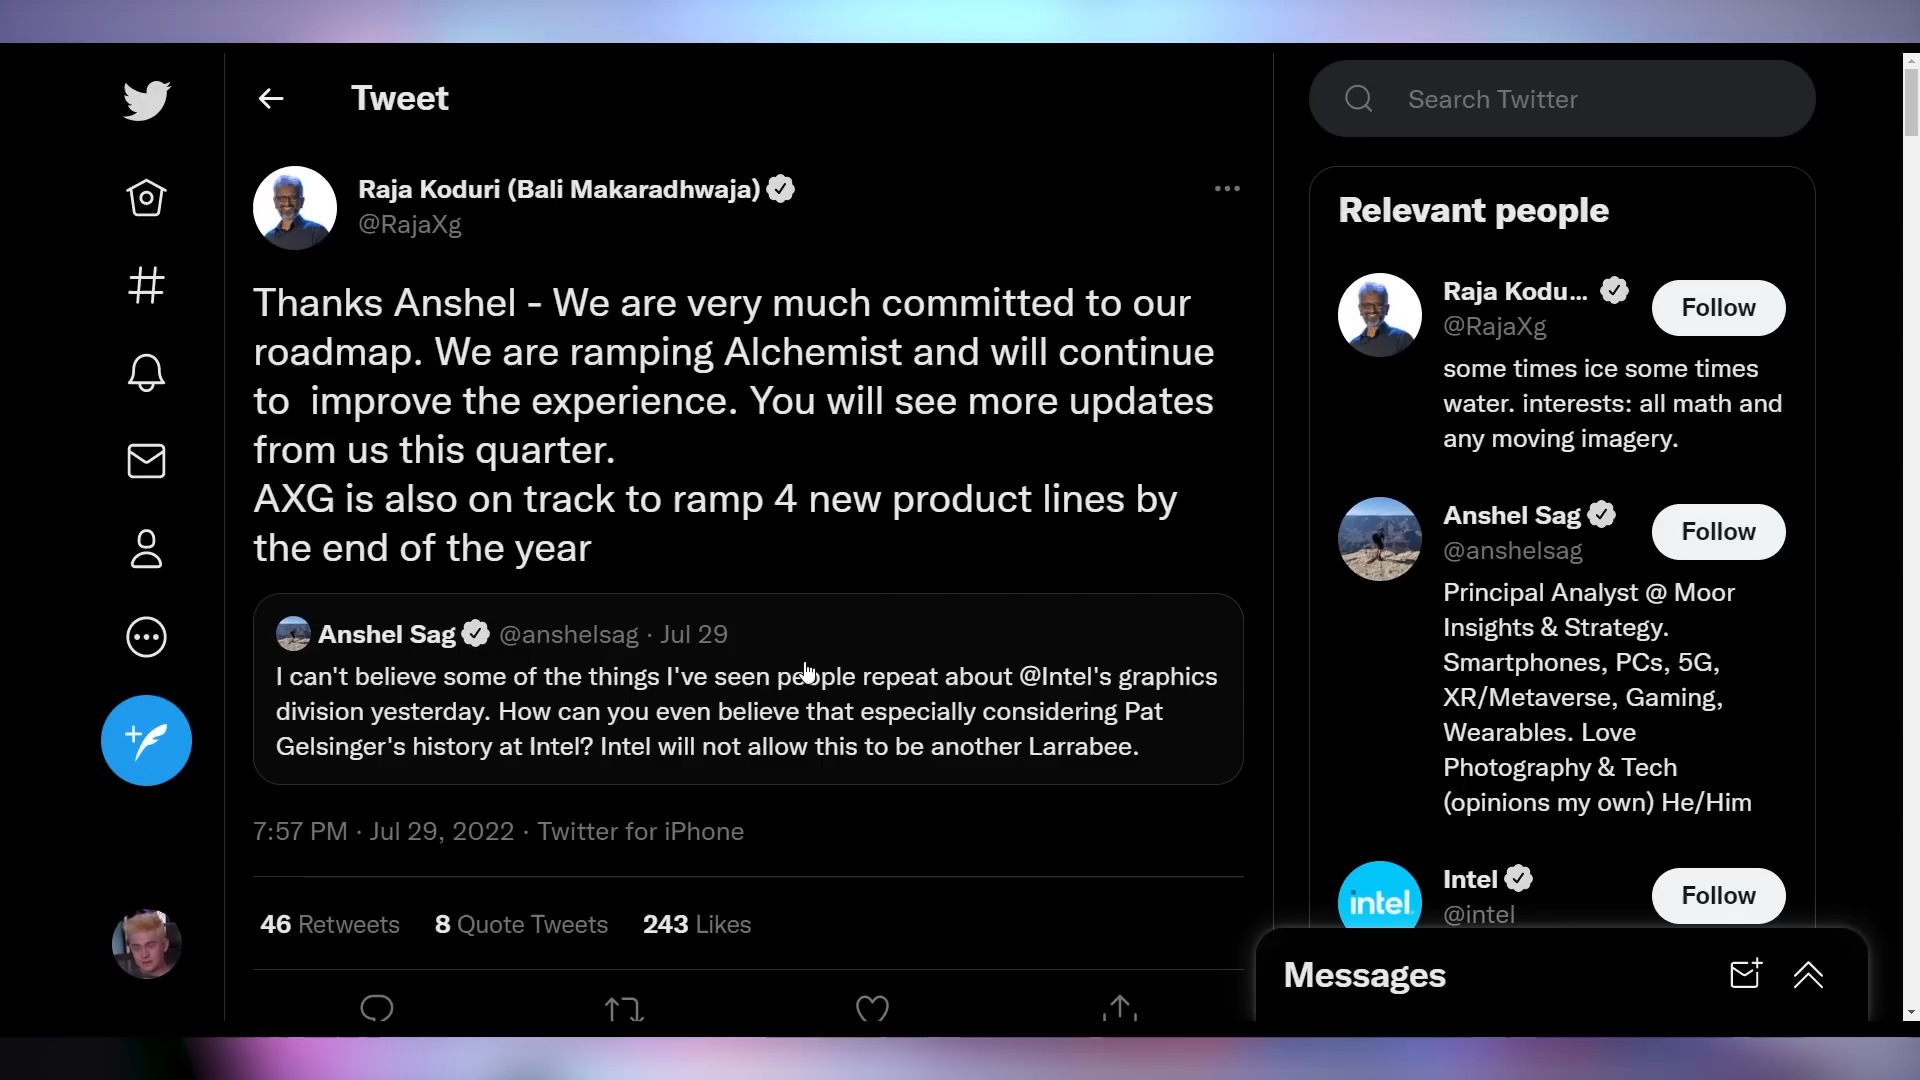 Tweet
Search Twitter
Raja Koduri (Bali Makaradhwaja)
@RajaXg
Thanks Anshel - We are very much committed to our
roadmap. We are ramping Alchemist and will continue
to  improve the experience. You will see more updates
from us this quarter.
AXG is also on track to ramp 4 new product lines by
the end of the year
Anshel Sag @anshelsag · Jul 29
I can't believe some of the things I've seen people repeat about @Intel's graphics
division yesterday. How can you even believe that especially considering Pat
Gelsinger's history at Intel? Intel will not allow this to be another Larrabee.
7:57 PM · Jul 29, 2022 · Twitter for iPhone
46 Retweets 8 Quote Tweets 243 Likes
Relevant people
Raja Kodu...
Follow
@RajaXg
some times ice some times
water. interests: all math and
any moving imagery.
Anshel Sag
Follow
@anshelsag
Principal Analyst @ Moor
Insights & Strategy.
Smartphones, PCs, 5G,
XR/Metaverse, Gaming,
Wearables. Love
Photography & Tech
(opinions my own) He/Him
intel.
Intel
Follow
@intel
Messages